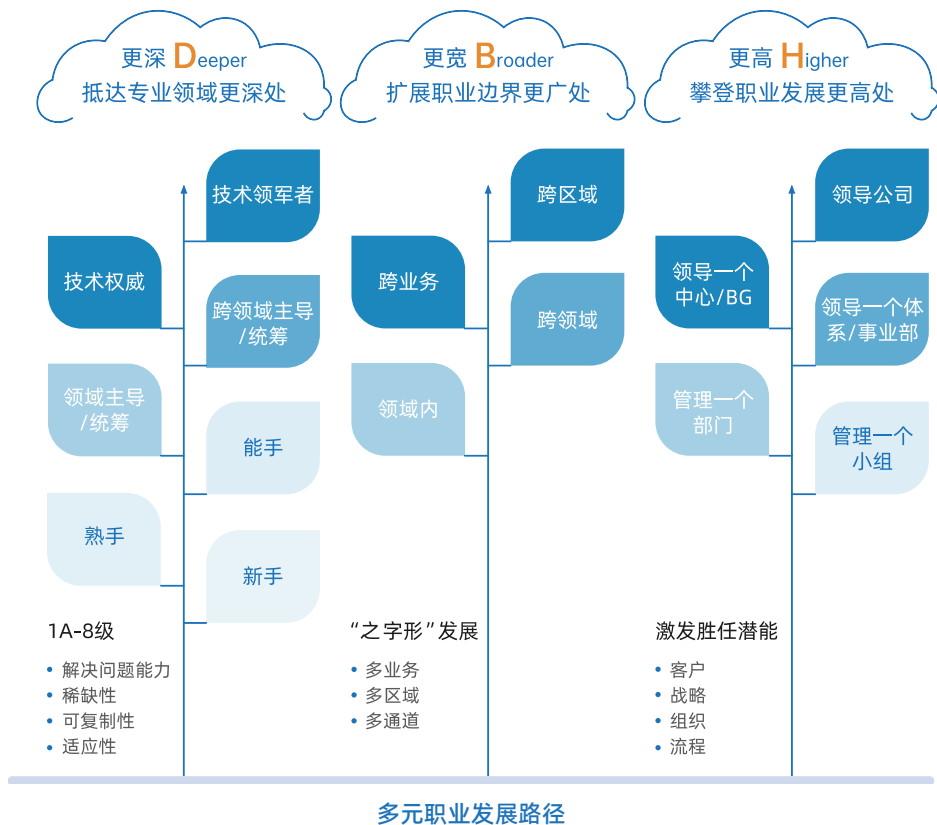 更深 Deeper
抵达专业领域更深处
技术领军者
技术权威
跨领域主导
/统筹
领域主导
/统筹
能手
熟手
新手
1A-8级
• 解决问题能力
• 稀缺性
• 可复制性
• 适应性
更宽 Broader
扩展职业边界更广处
跨区域
跨业务
跨领域
领域内
“之字形”发展
• 多业务
• 多区域
• 多通道
更高 Higher
攀登职业发展更高处
领导公司
领导一个
中心/BG
领导一个体
系/事业部
管理一个
部门
管理一个
小组
激发胜任潜能
• 客户
• 战略
• 组织
• 流程
多元职业发展路径